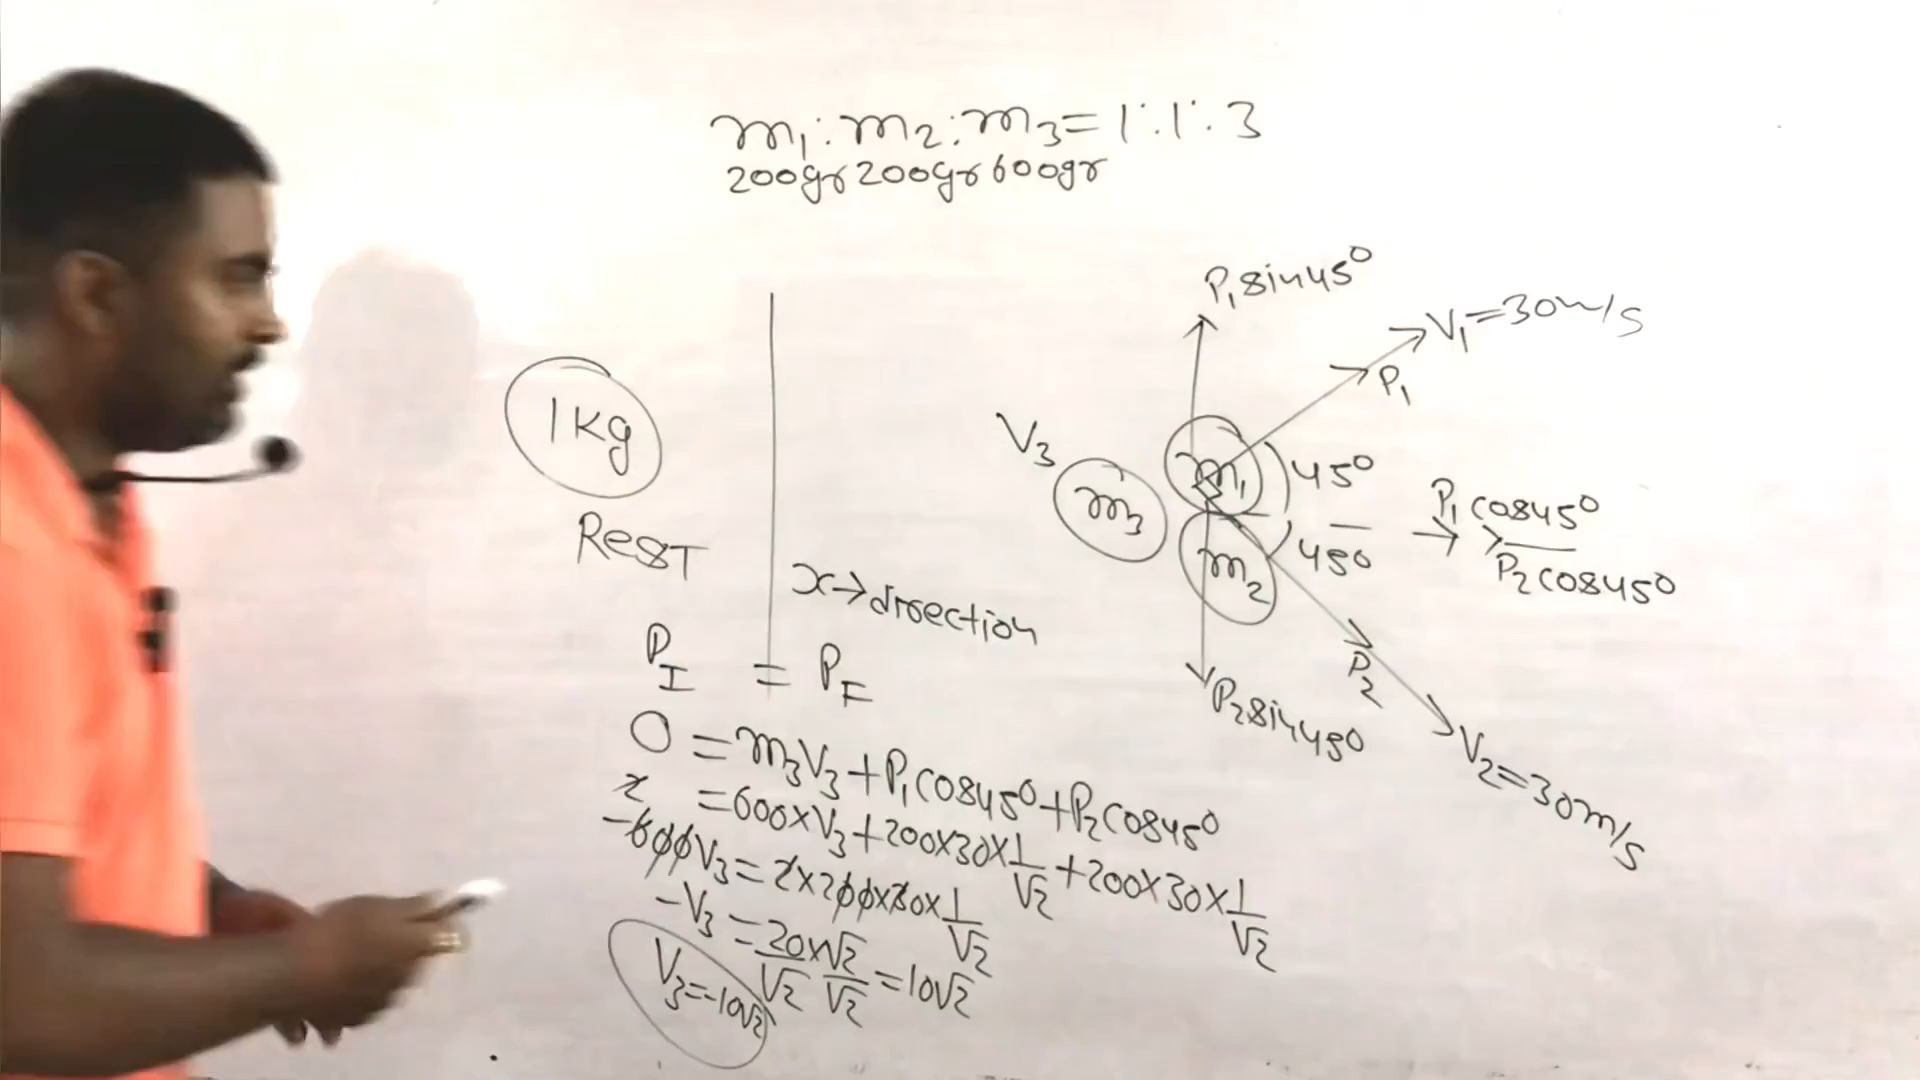 m₁:m₂:m₃=1:1:3
200gr 200gr 600gr
P₁sin45°
V₁=30m/s
P₁
1Kg
V₃
m₁
45°
m₃
P₁cos45°
REST
m₂
45°
P₂cos45°
x→direction
P_I = P_F
P₂
P₂sin45°
V₂=30m/s
0 =m₃V₃+P₁cos45°+P₂cos45°
=600×V₃+200×30×1/√2+200×30×1/√2
-600V₃=2×200×30×1/√2
-V₃=20×√2/√2 √2=10√2
V₃=-10√2